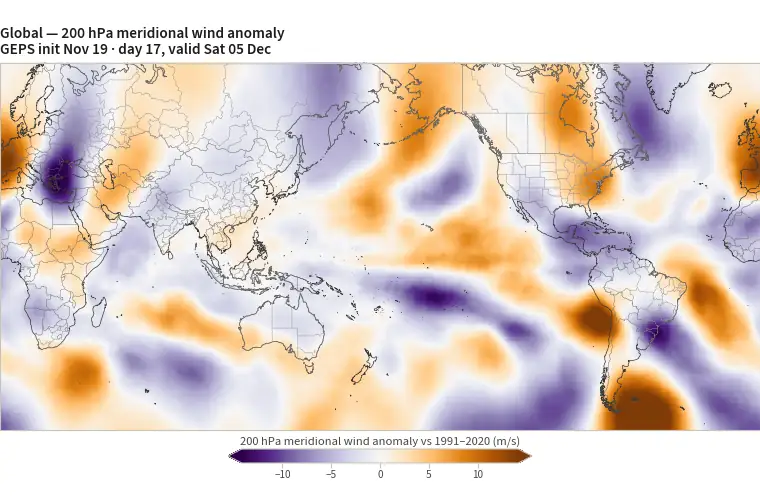 Global — 200 hPa meridional wind anomaly
GEPS init Nov 19 · day 17, valid Sat 05 Dec
200 hPa meridional wind anomaly vs 1991–2020 (m/s)
−10 −5 0 5 10